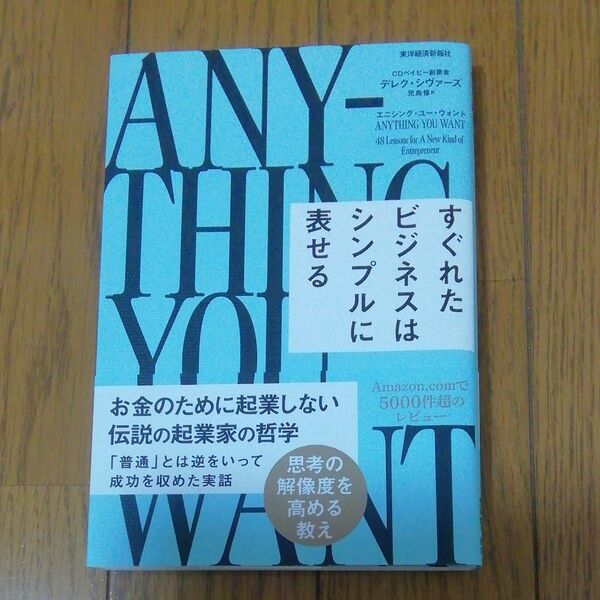 東洋経済新報社
CDベイビー創業者
デレク・シヴァーズ
児島修 訳
エニシング・ユー・ウォント
ANYTHING YOU WANT
48 Lessons for A New Kind of
Entrepreneur
ANY-
THING
YOU
WANT
すぐれた
ビジネスは
シンプルに
表せる
Amazon.comで
5000件超の
レビュー
お金のために起業しない
伝説の起業家の哲学
「普通」とは逆をいって
成功を収めた実話
思考の
解像度を
高める
教え